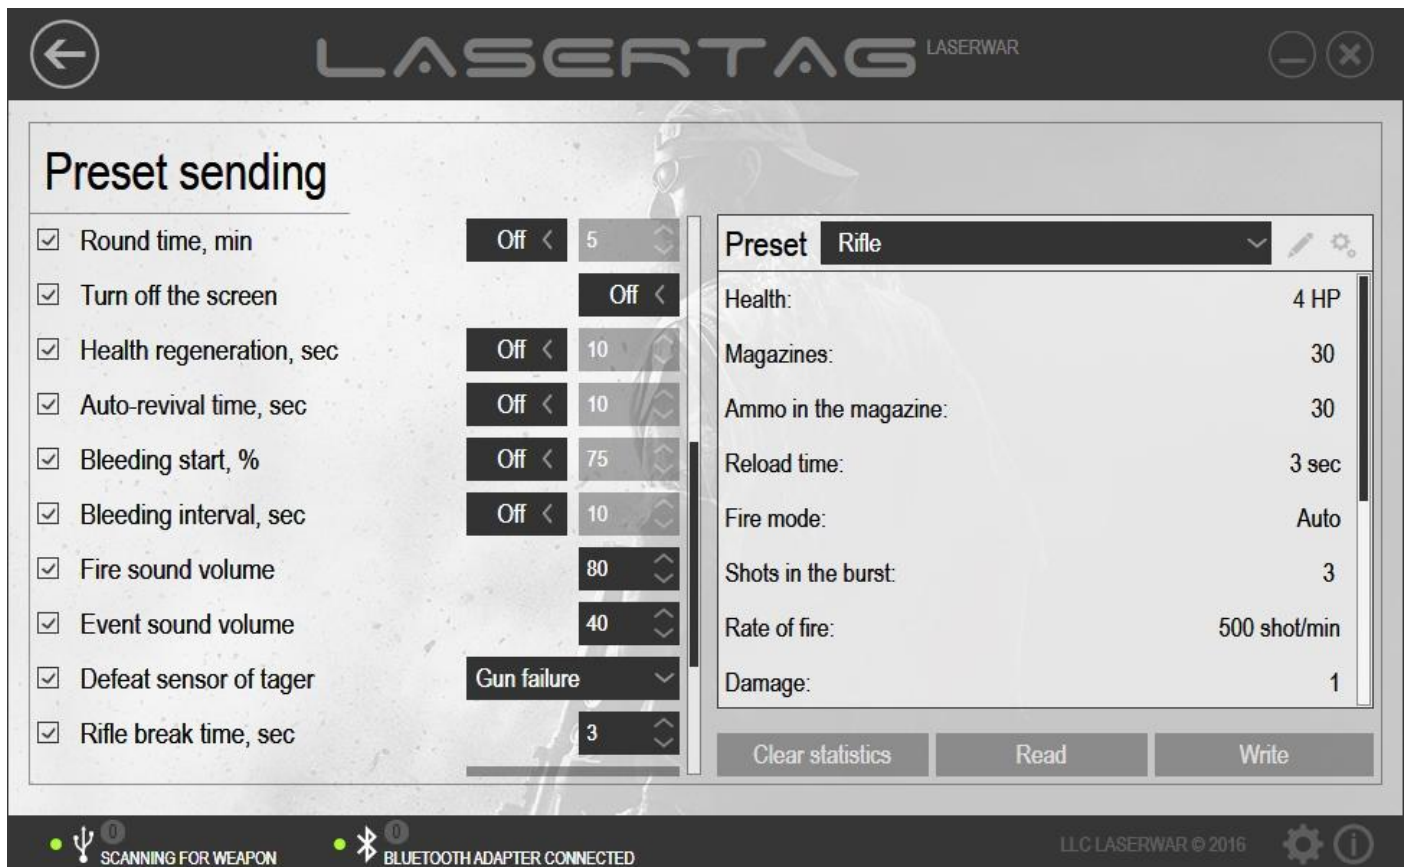 LASERTAG LASERWAR
Preset sending
Round time, min Off 5
Turn off the screen Off
Health regeneration, sec Off 10
Auto-revival time, sec Off 10
Bleeding start, % Off 75
Bleeding interval, sec Off 10
Fire sound volume 80
Event sound volume 40
Defeat sensor of tager Gun failure
Rifle break time, sec 3
Preset Rifle
Health: 4 HP
Magazines: 30
Ammo in the magazine: 30
Reload time: 3 sec
Fire mode: Auto
Shots in the burst: 3
Rate of fire: 500 shot/min
Damage: 1
Clear statistics Read Write
0 SCANNING FOR WEAPON 0 BLUETOOTH ADAPTER CONNECTED LLC LASERWAR © 2016